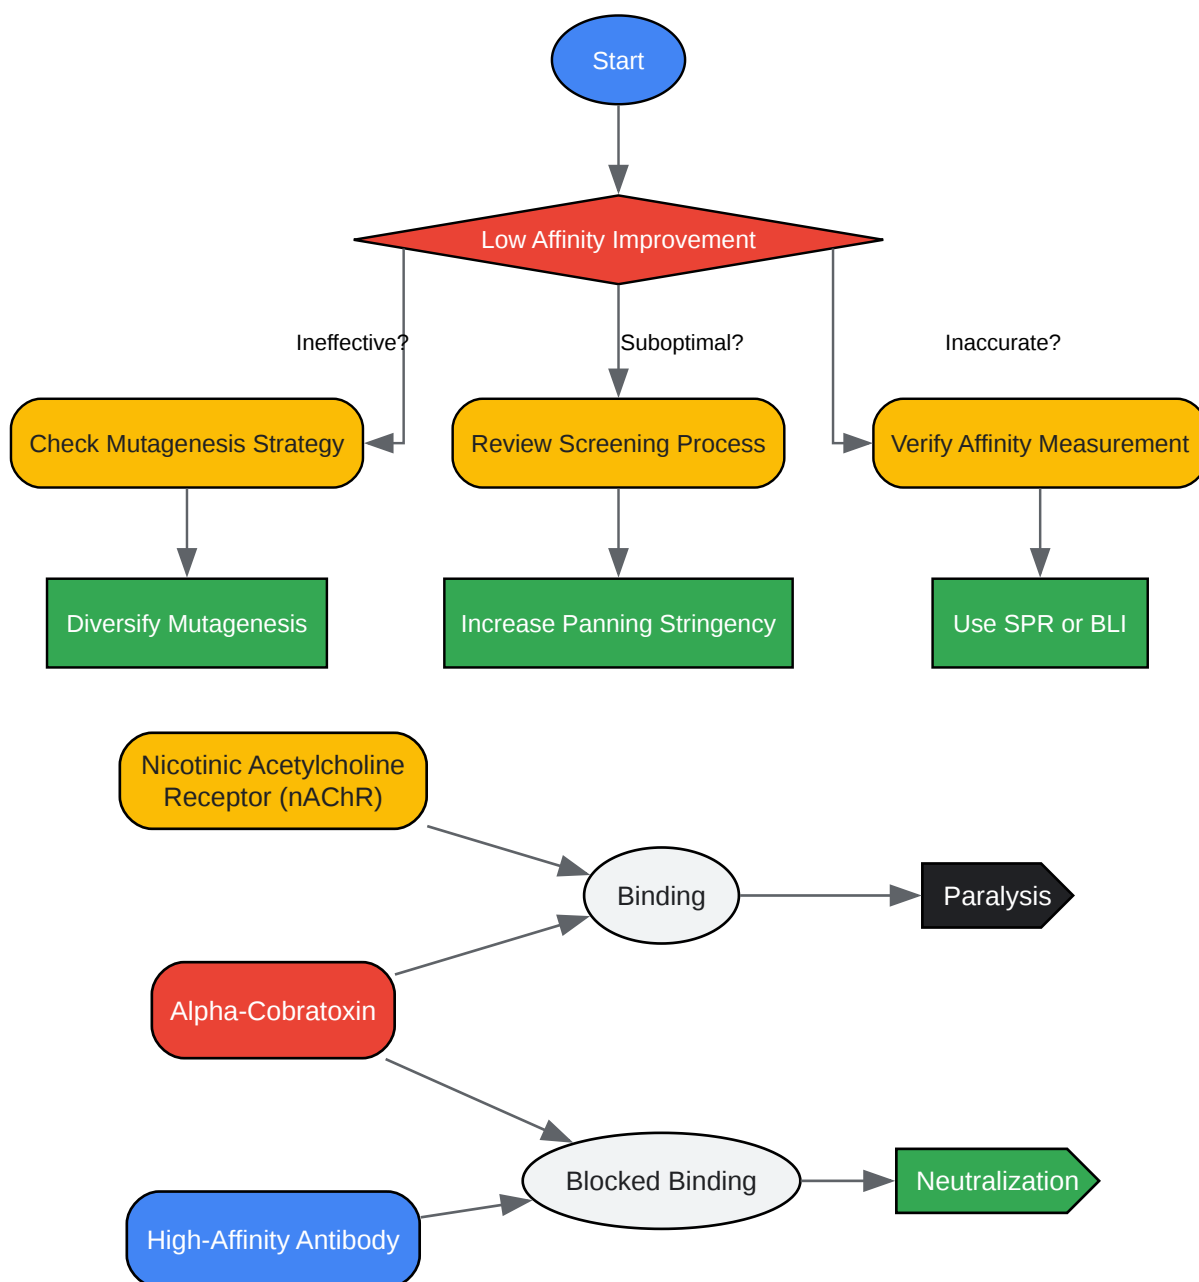 Start
Low Affinity Improvement
Ineffective?
Suboptimal?
Inaccurate?
Check Mutagenesis Strategy
Review Screening Process
Verify Affinity Measurement
Diversify Mutagenesis
Increase Panning Stringency
Use SPR or BLI
Nicotinic Acetylcholine
Receptor (nAChR)
Binding
Paralysis
Alpha-Cobratoxin
Blocked Binding
Neutralization
High-Affinity Antibody